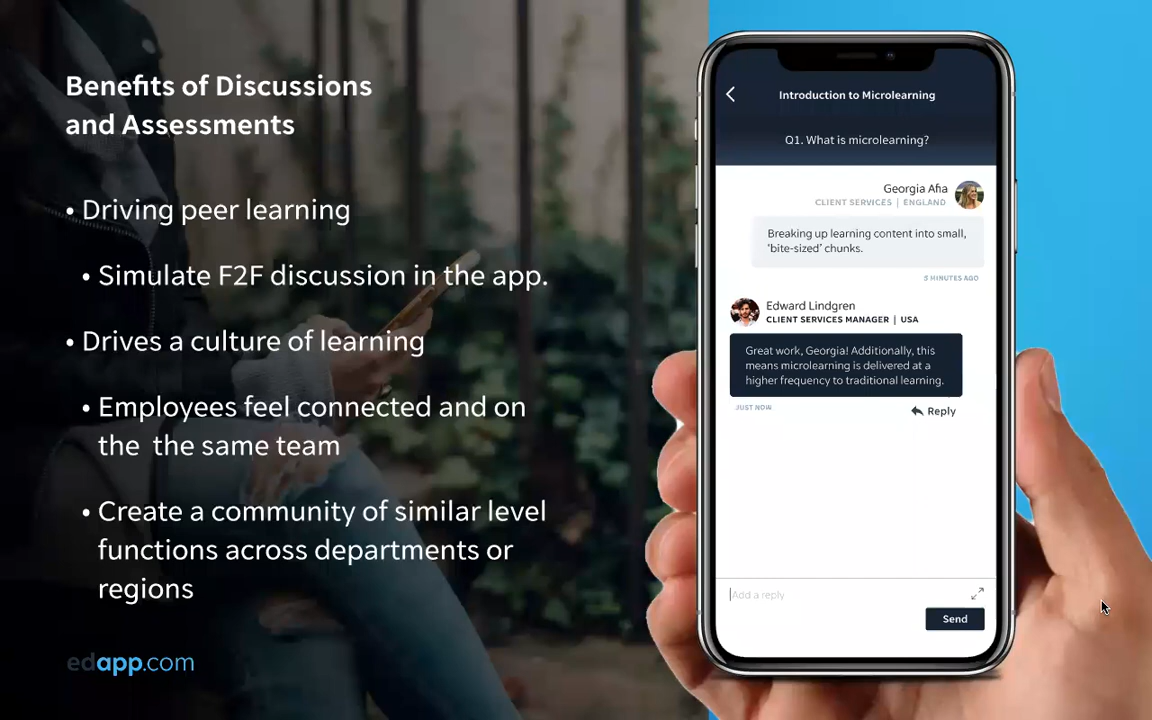 Benefits of Discussions
and Assessments
• Driving peer learning
• Simulate F2F discussion in the app.
• Drives a culture of learning
• Employees feel connected and on
the the same team
• Create a community of similar level
functions across departments or
regions
edapp.com
Introduction to Microlearning
Q1. What is microlearning?
Georgia Afia
CLIENT SERVICES | ENGLAND
Breaking up learning content into small,
'bite-sized' chunks.
5 MINUTES AGO
Edward Lindgren
CLIENT SERVICES MANAGER | USA
Great work, Georgia! Additionally, this
means microlearning is delivered at a
higher frequency to traditional learning.
JUST NOW
Reply
Add a reply
Send